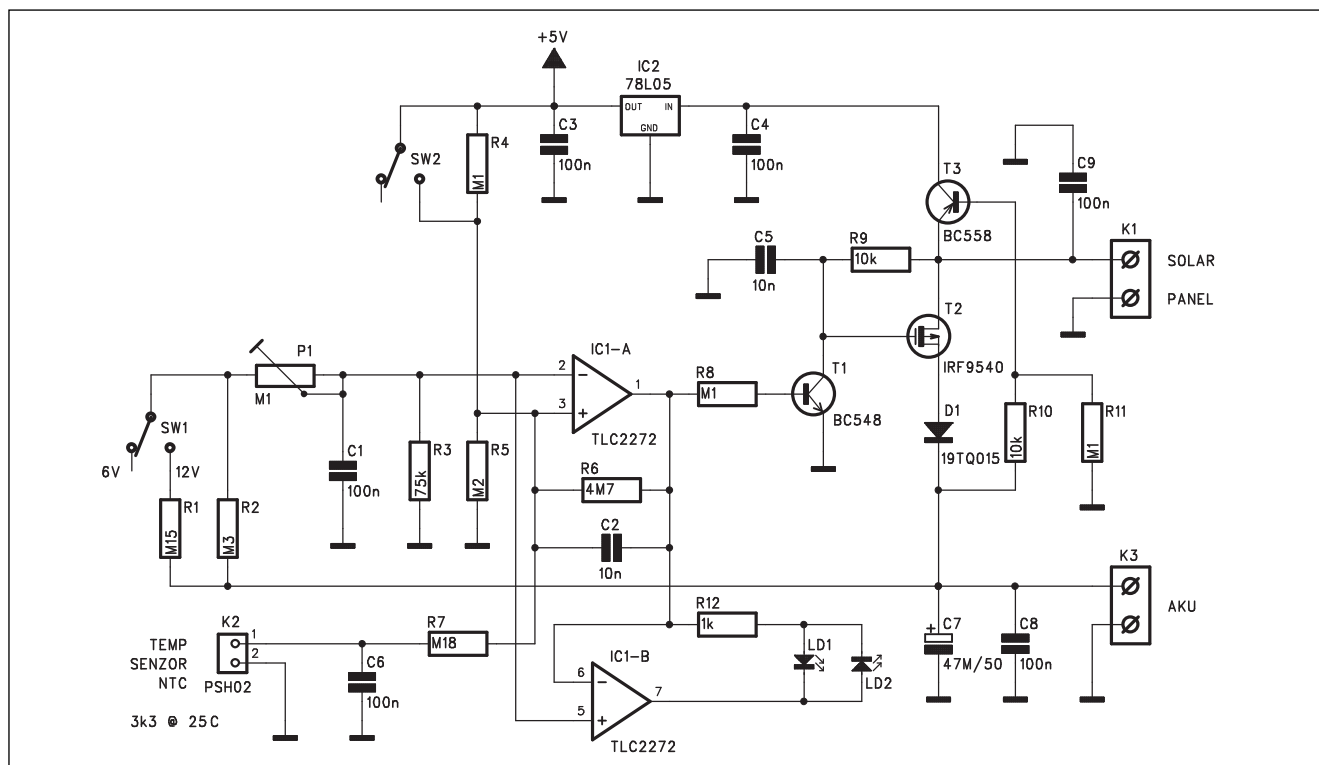 +5V
IC2
78L05
OUT
IN
GND
R4
M1
C3
100n
C4
100n
SW2
T3
BC558
C9
100n
K1
SOLAR
PANEL
C5
10n
R9
10k
T2
IRF9540
P1
M1
IC1-A
2
3
1
TLC2272
R8
M1
T1
BC548
D1
19TQ015
R10
10k
R11
M1
SW1
6V
12V
R1
M15
R2
M3
C1
100n
R3
75k
R5
M2
R6
4M7
C2
10n
K3
AKU
R12
1k
C7
47M/50
C8
100n
K2
1
2
TEMP
SENZOR
NTC
PSH02
3k3 @ 25C
R7
M18
C6
100n
IC1-B
6
5
7
TLC2272
LD1
LD2
+